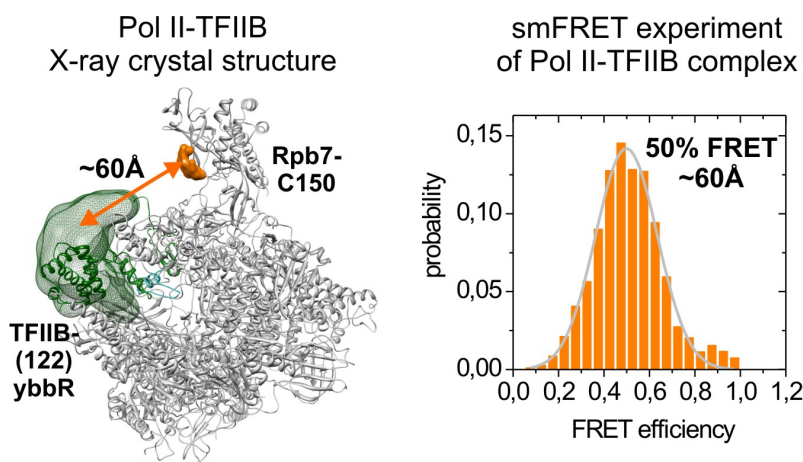 Pol II-TFIIB
X-ray crystal structure
~60Å
Rpb7-
C150
TFIIB-
(122)
ybbR
smFRET experiment
of Pol II-TFIIB complex
50% FRET
~60Å
probability
0,15
0,10
0,05
0,00
0,0 0,2 0,4 0,6 0,8 1,0 1,2
FRET efficiency